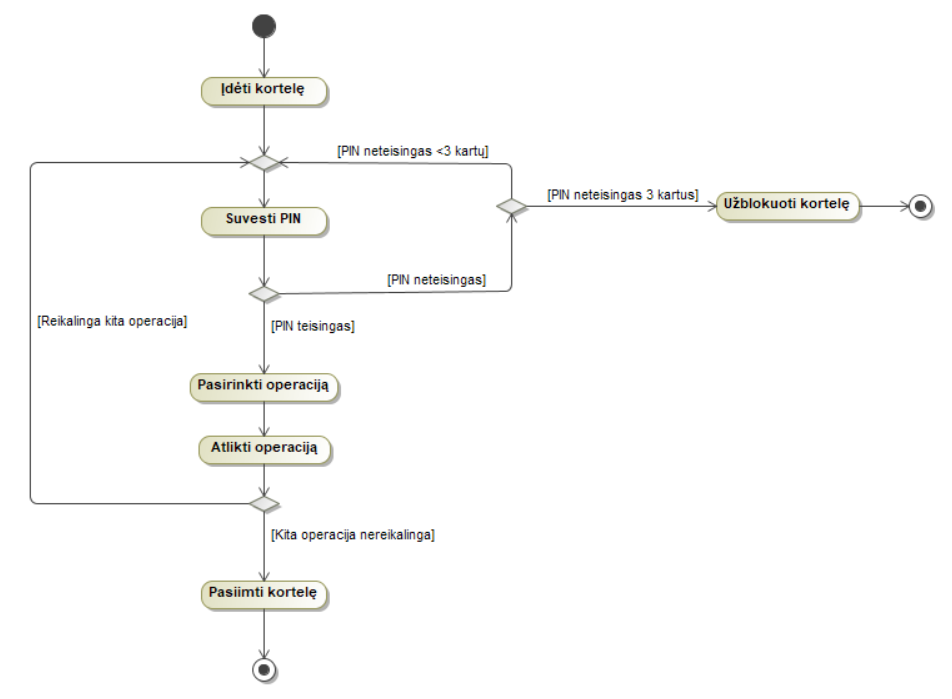 Įdėti kortelę
[PIN neteisingas <3 kartų]
[PIN neteisingas 3 kartus]
Užblokuoti kortelę
Suvesti PIN
[PIN neteisingas]
[Reikalinga kita operacija]
[PIN teisingas]
Pasirinkti operaciją
Atlikti operaciją
[Kita operacija nereikalinga]
Pasiimti kortelę